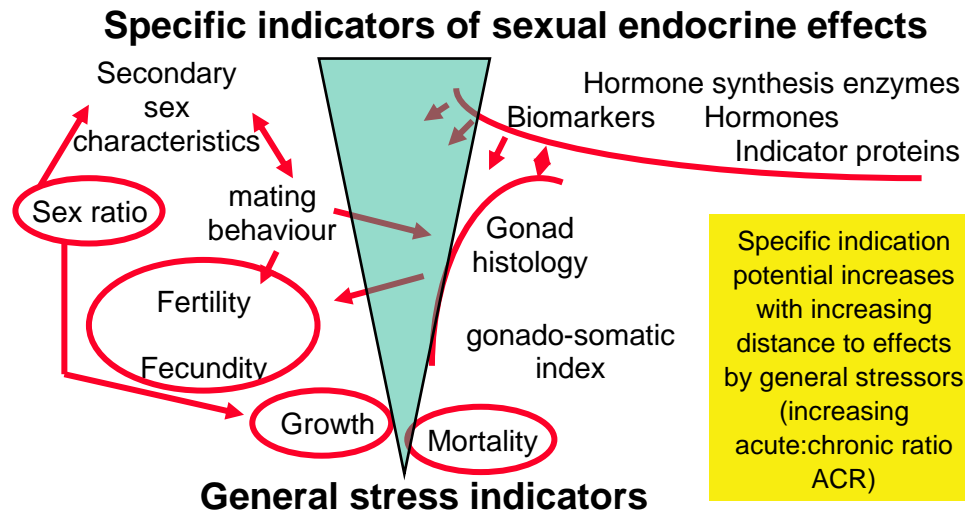 Specific indicators of sexual endocrine effects
Secondary
sex
characteristics
Hormone synthesis enzymes
Biomarkers Hormones
Indicator proteins
Sex ratio
mating
behaviour
Gonad
histology
Fertility
Fecundity
gonado-somatic
index
Growth
Mortality
General stress indicators
Specific indication
potential increases
with increasing
distance to effects
by general stressors
(increasing
acute:chronic ratio
ACR)